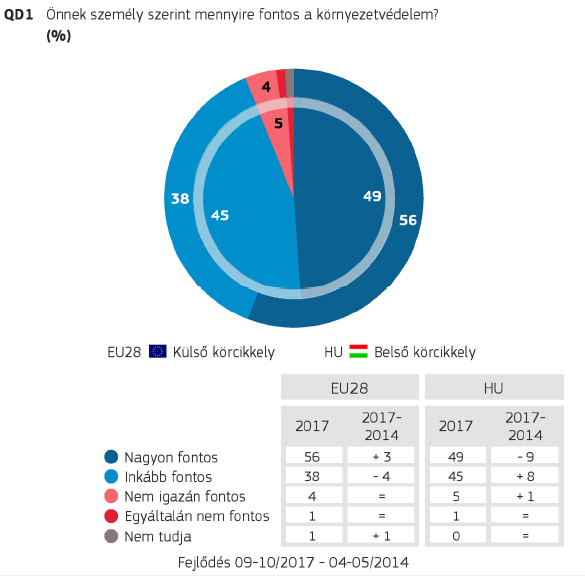 QD1 Önnek személy szerint mennyire fontos a környezetvédelem?
(%)
4
5
38
45
49
56
EU28 Külső körcikkely HU Belső körcikkely
EU28 HU
2017 2017-2014 2017 2017-2014
Nagyon fontos 56 + 3 49 - 9
Inkább fontos 38 - 4 45 + 8
Nem igazán fontos 4 = 5 + 1
Egyáltalán nem fontos 1 = 1 =
Nem tudja 1 + 1 0 =
Fejlődés 09-10/2017 - 04-05/2014